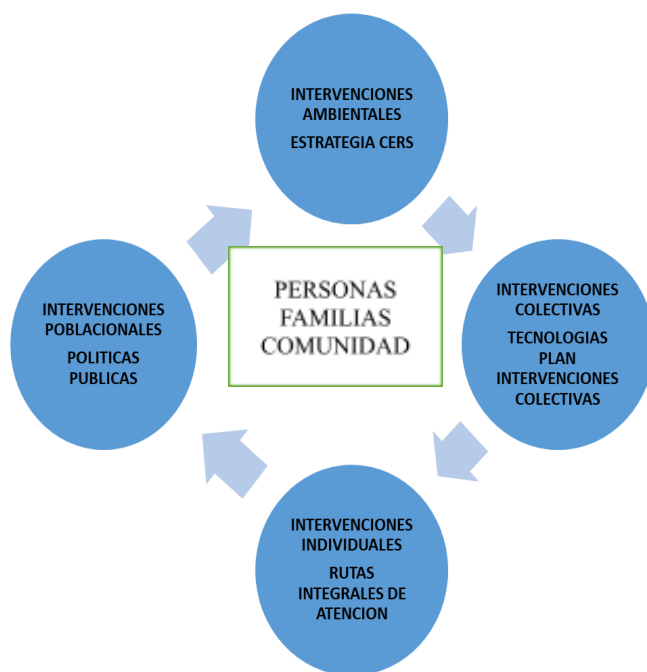 INTERVENCIONES
AMBIENTALES
ESTRATEGIA CERS
PERSONAS
FAMILIAS
COMUNIDAD
INTERVENCIONES
COLECTIVAS
TECNOLOGIAS
PLAN
INTERVENCIONES
COLECTIVAS
INTERVENCIONES
INDIVIDUALES
RUTAS
INTEGRALES DE
ATENCION
INTERVENCIONES
POBLACIONALES
POLITICAS
PUBLICAS